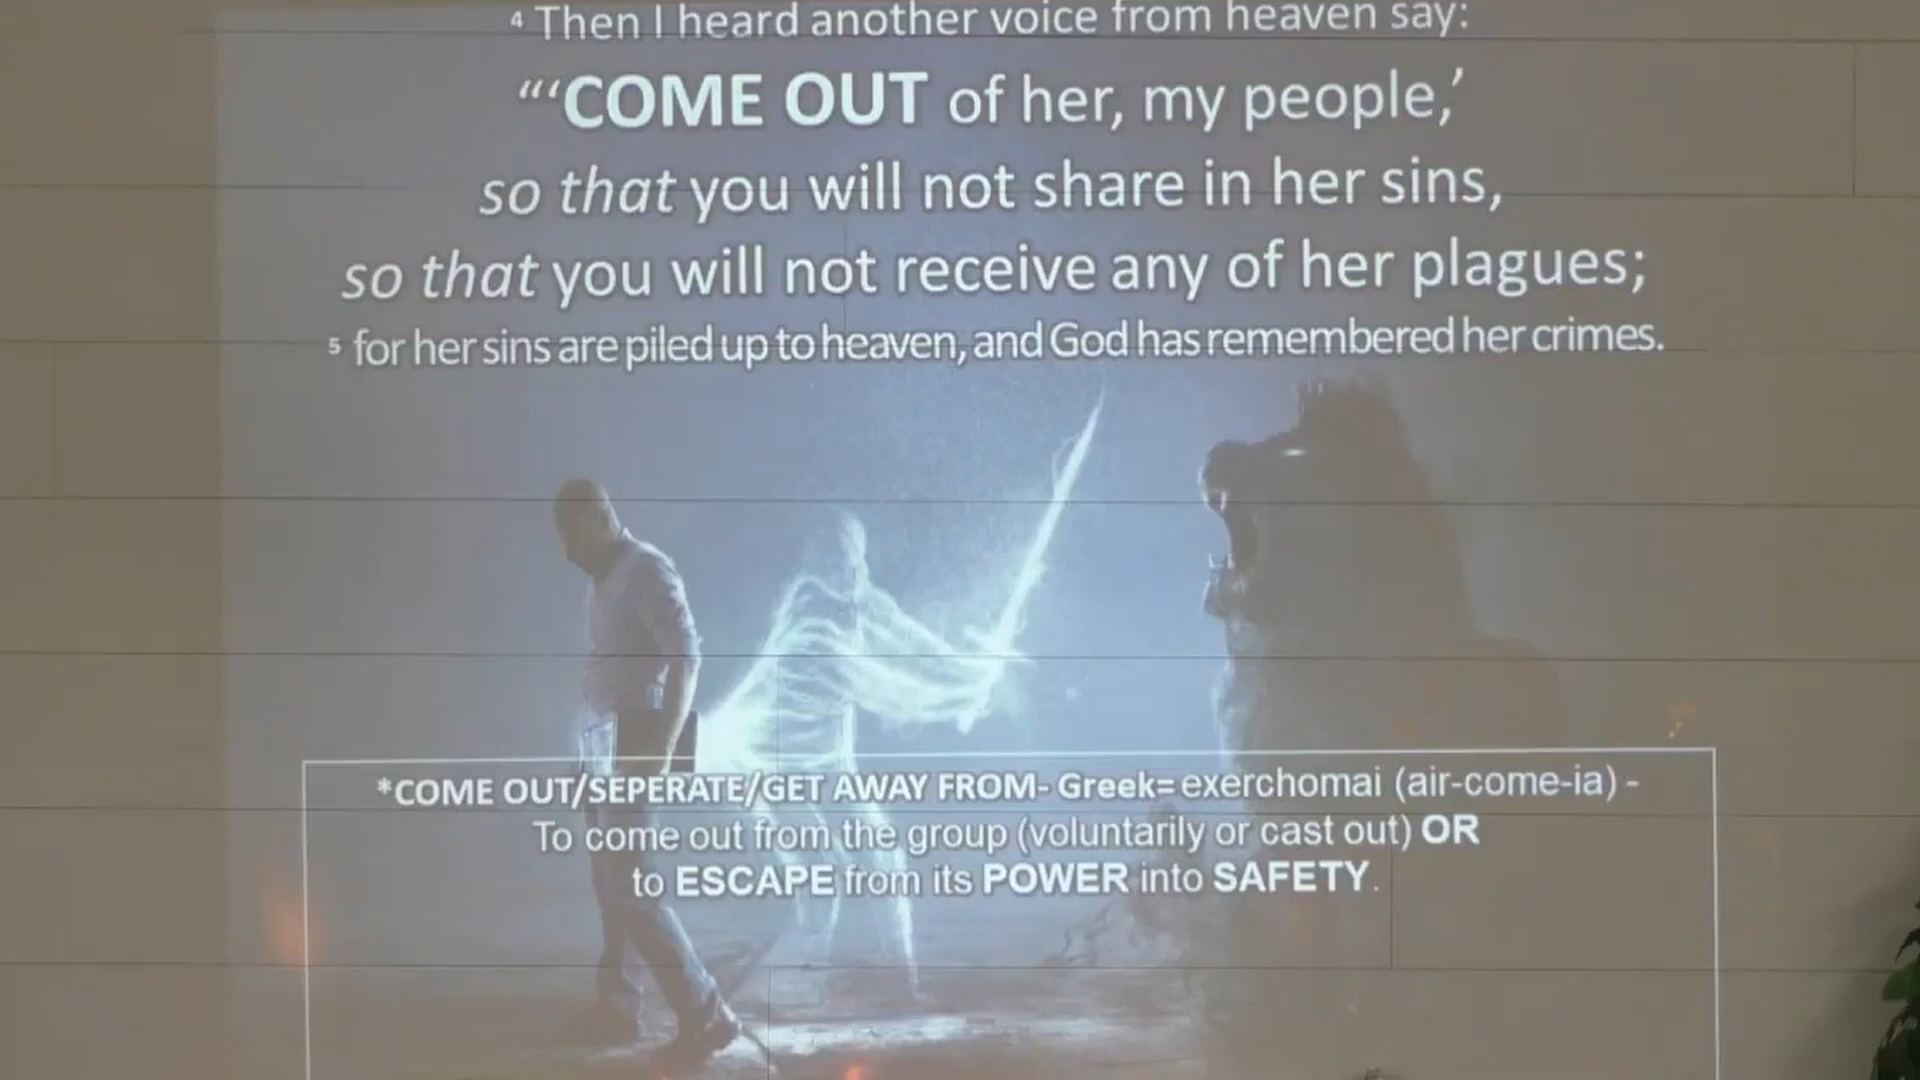 ⁴ Then I heard another voice from heaven say:
“‘COME OUT of her, my people,’
so that you will not share in her sins,
so that you will not receive any of her plagues;
⁵ for her sins are piled up to heaven, and God has remembered her crimes.
*COME OUT/SEPERATE/GET AWAY FROM- Greek= exerchomai (air-come-ia) -
To come out from the group (voluntarily or cast out) OR
to ESCAPE from its POWER into SAFETY.